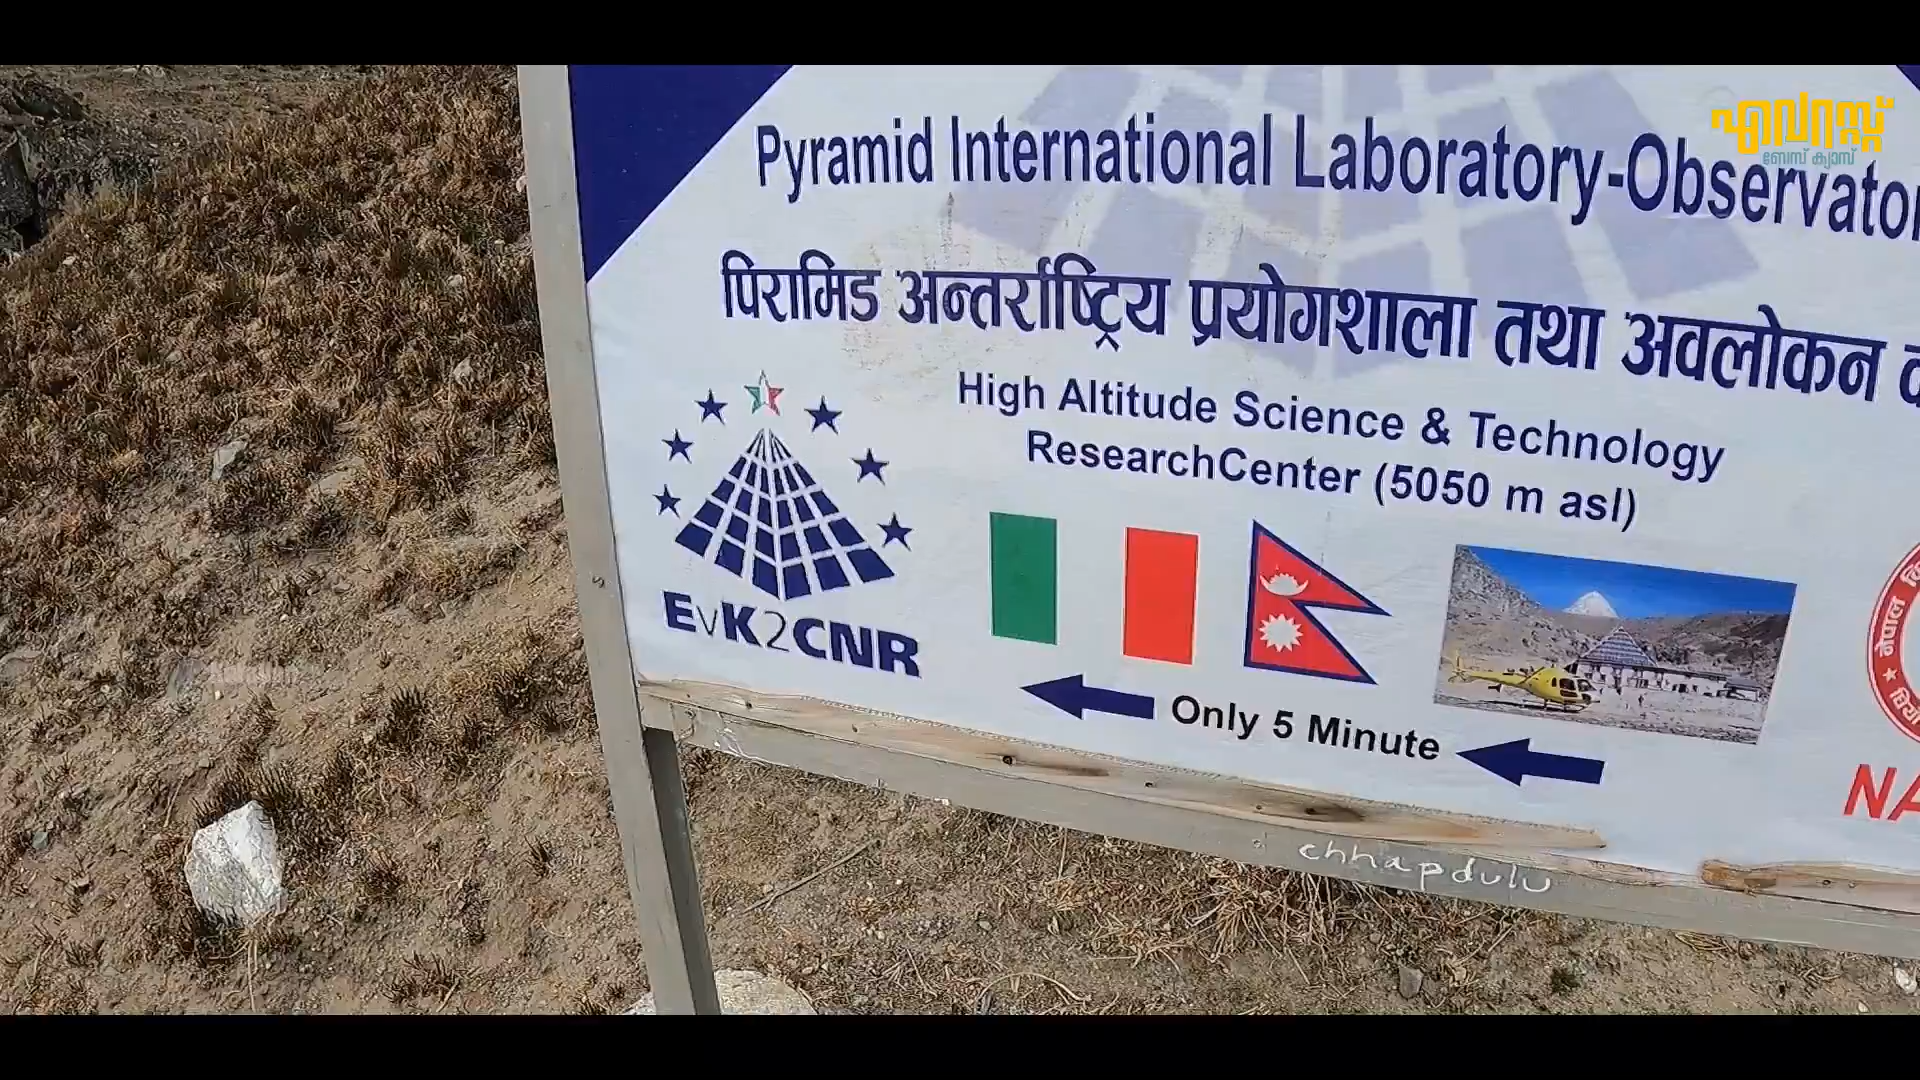 എവറസ്റ്റ്
ബേസ് ക്യാമ്പ്
Pyramid International Laboratory-Observator
पिरामिड अन्तर्राष्ट्रिय प्रयोगशाला तथा अवलोकन
High Altitude Science & Technology
ResearchCenter (5050 m asl)
EvK2CNR
Only 5 Minute
नेपाल
NA
chhapdulu